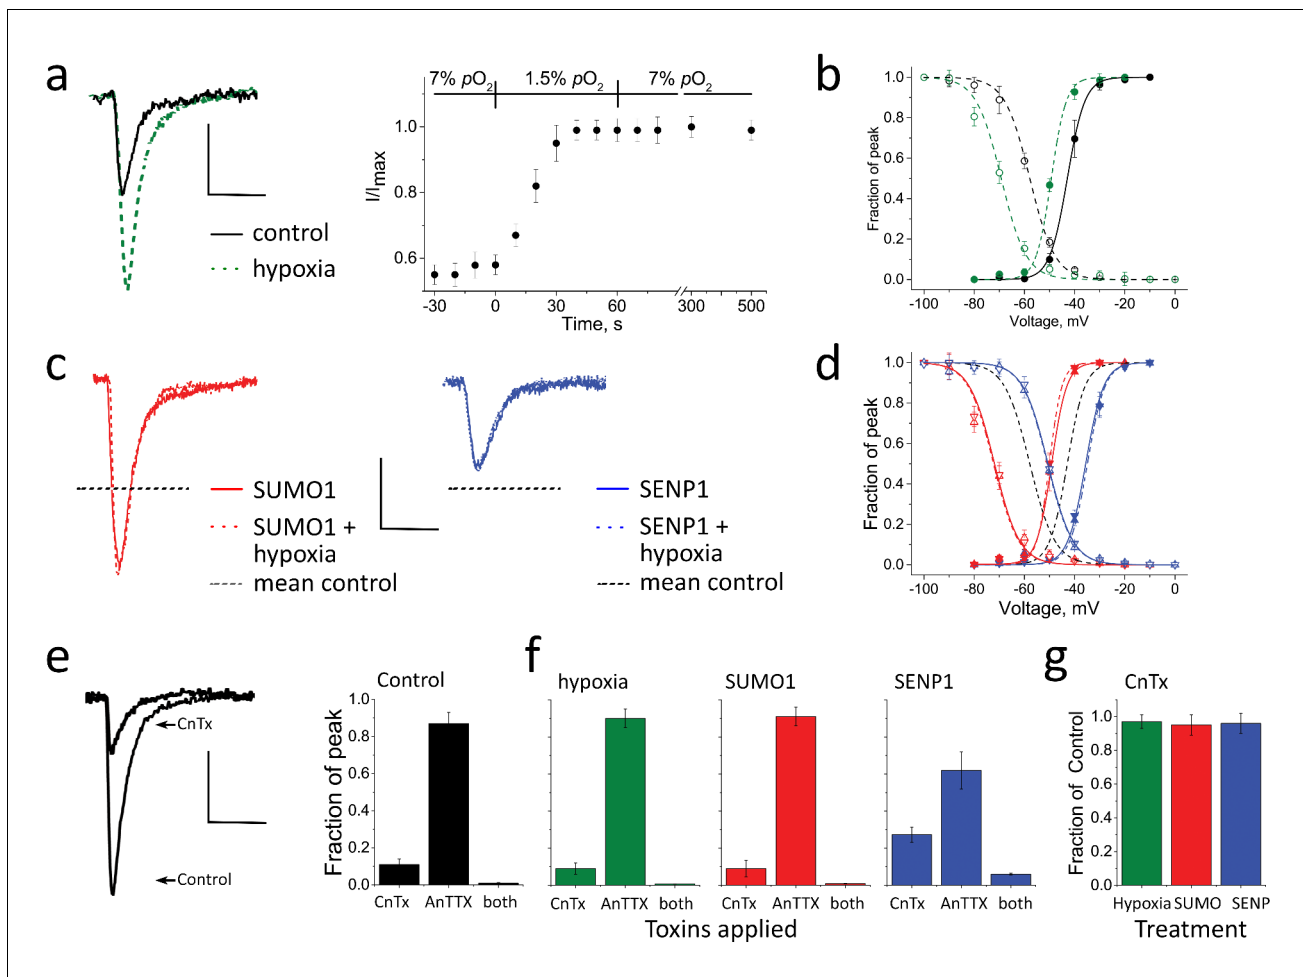 a
control
hypoxia
7% pO2 1.5% pO2 7% pO2
I/Imax
1.0
0.8
0.6
-30 0 30 60 300 500
Time, s
b
Fraction of peak
1.0
0.8
0.6
0.4
0.2
0.0
-100 -80 -60 -40 -20 0
Voltage, mV
c
SUMO1
SUMO1 +
hypoxia
mean control
SENP1
SENP1 +
hypoxia
mean control
d
Fraction of peak
1.0
0.8
0.6
0.4
0.2
0.0
-100 -80 -60 -40 -20 0
Voltage, mV
e
CnTx
Control
Control
Fraction of peak
1.0
0.8
0.6
0.4
0.2
0.0
CnTx AnTTX both
f
hypoxia
CnTx AnTTX both
SUMO1
CnTx AnTTX both
SENP1
CnTx AnTTX both
Toxins applied
g
CnTx
Fraction of Control
1.0
0.8
0.6
0.4
0.2
0.0
Hypoxia SUMO SENP
Treatment